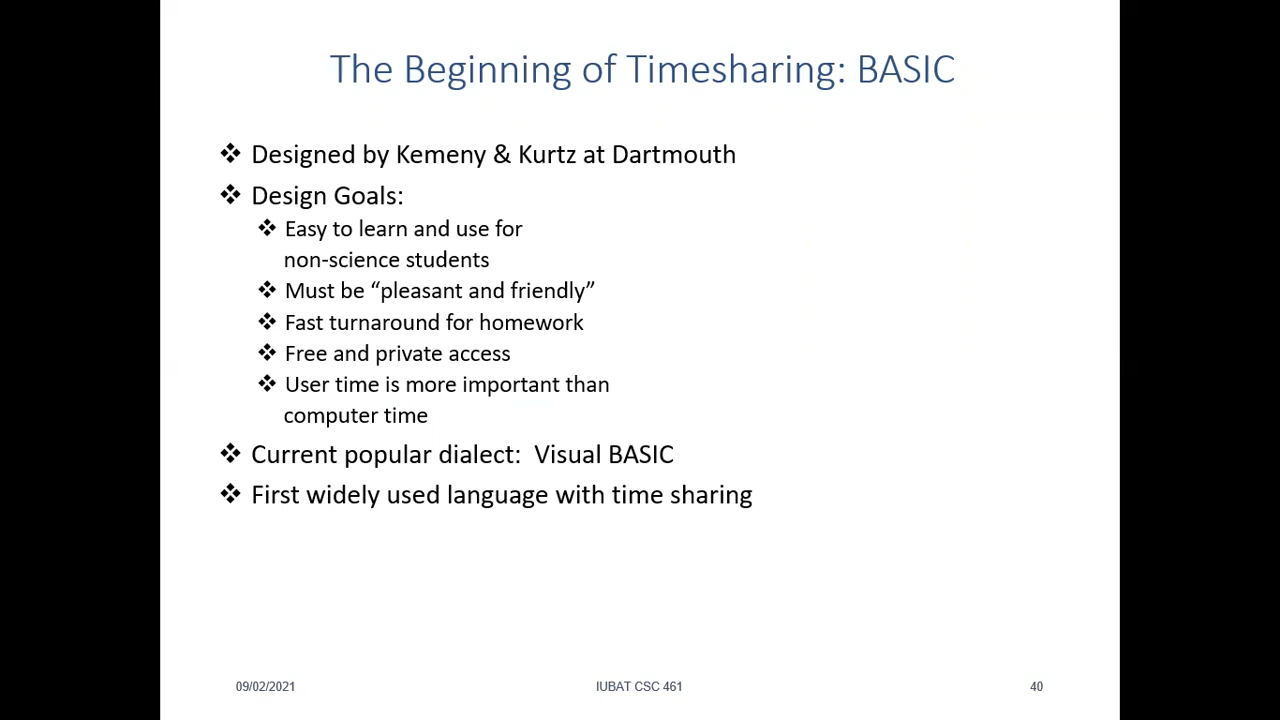 The Beginning of Timesharing: BASIC
❖ Designed by Kemeny & Kurtz at Dartmouth
❖ Design Goals:
❖ Easy to learn and use for
non-science students
❖ Must be “pleasant and friendly”
❖ Fast turnaround for homework
❖ Free and private access
❖ User time is more important than
computer time
❖ Current popular dialect:  Visual BASIC
❖ First widely used language with time sharing
09/02/2021 IUBAT CSC 461 40